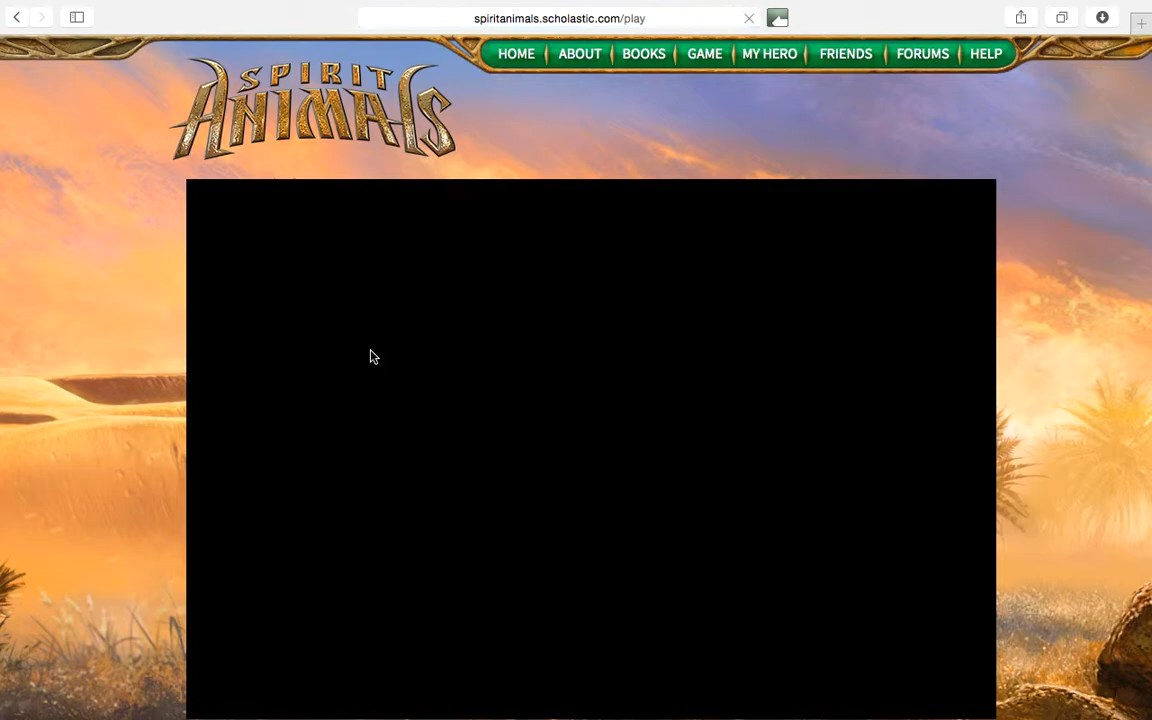 spiritanimals.scholastic.com/play
HOME ABOUT BOOKS GAME MY HERO FRIENDS FORUMS HELP
SPIRIT
ANIMALS